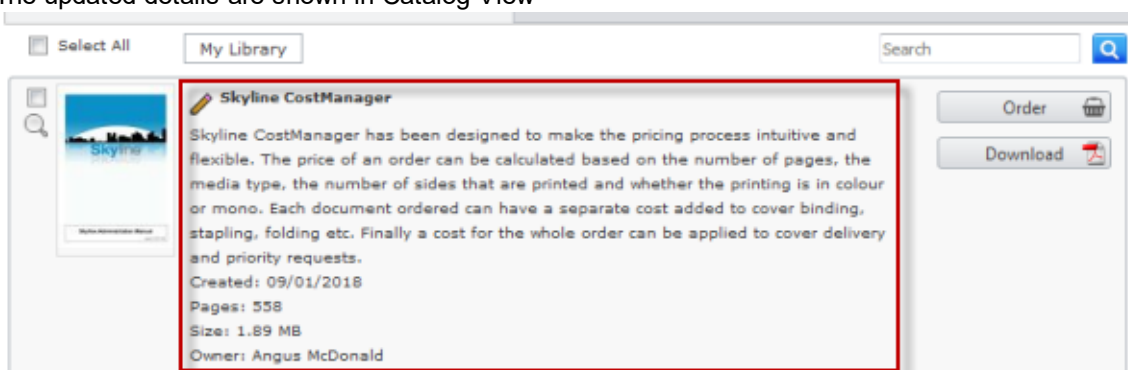 The updated details are shown in Catalog View
Select All
My Library
Search
Skyline CostManager
Skyline CostManager has been designed to make the pricing process intuitive and
flexible. The price of an order can be calculated based on the number of pages, the
media type, the number of sides that are printed and whether the printing is in colour
or mono. Each document ordered can have a separate cost added to cover binding,
stapling, folding etc. Finally a cost for the whole order can be applied to cover delivery
and priority requests.
Created: 09/01/2018
Pages: 558
Size: 1.89 MB
Owner: Angus McDonald
Skyline
Skyline Administration Manual
Order
Download